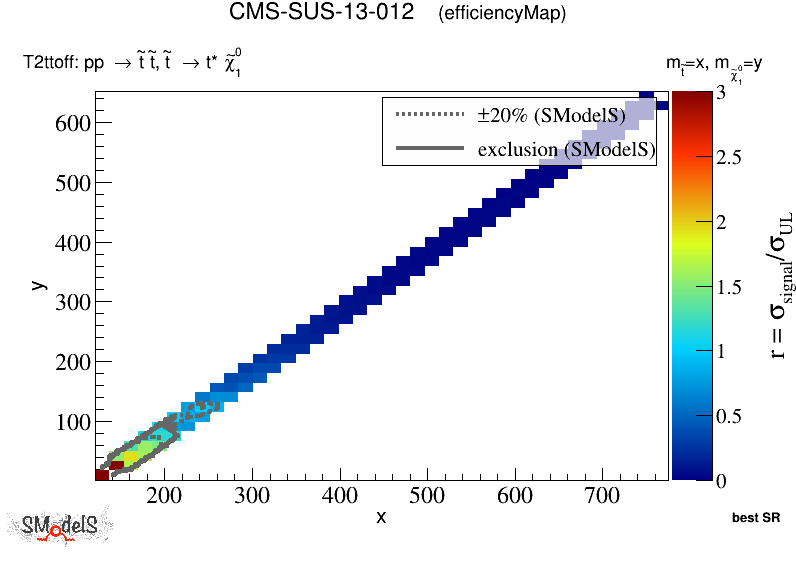 CMS-SUS-13-012 (efficiencyMap)
T2ttoff: pp → t̃ t̃, t̃ → t* χ̃₁⁰
m_t̃=x, m_χ̃₁⁰=y
±20% (SModelS)
exclusion (SModelS)
600
500
400
300
200
100
y
200 300 400 500 600 700
x
3
2.5
2
1.5
1
0.5
0
r = σ_signal/σ_UL
best SR
SModelS